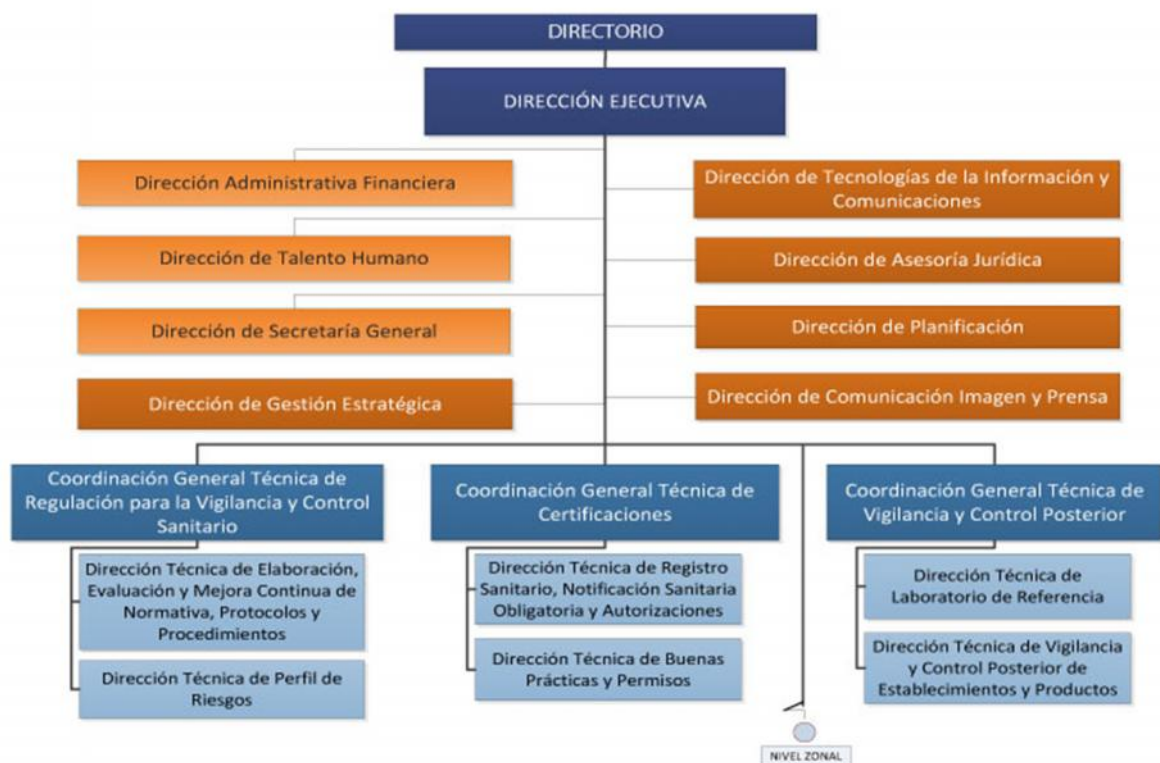 DIRECTORIO
DIRECCIÓN EJECUTIVA
Dirección Administrativa Financiera
Dirección de Tecnologías de la Información y
Comunicaciones
Dirección de Talento Humano
Dirección de Asesoría Jurídica
Dirección de Secretaría General
Dirección de Planificación
Dirección de Gestión Estratégica
Dirección de Comunicación Imagen y Prensa
Coordinación General Técnica de
Regulación para la Vigilancia y Control
Sanitario
Dirección Técnica de Elaboración,
Evaluación y Mejora Continua de
Normativa, Protocolos y
Procedimientos
Dirección Técnica de Perfil de
Riesgos
Coordinación General Técnica de
Certificaciones
Dirección Técnica de Registro
Sanitario, Notificación Sanitaria
Obligatoria y Autorizaciones
Dirección Técnica de Buenas
Prácticas y Permisos
Coordinación General Técnica de
Vigilancia y Control Posterior
Dirección Técnica de
Laboratorio de Referencia
Dirección Técnica de Vigilancia
y Control Posterior de
Establecimientos y Productos
NIVEL ZONAL